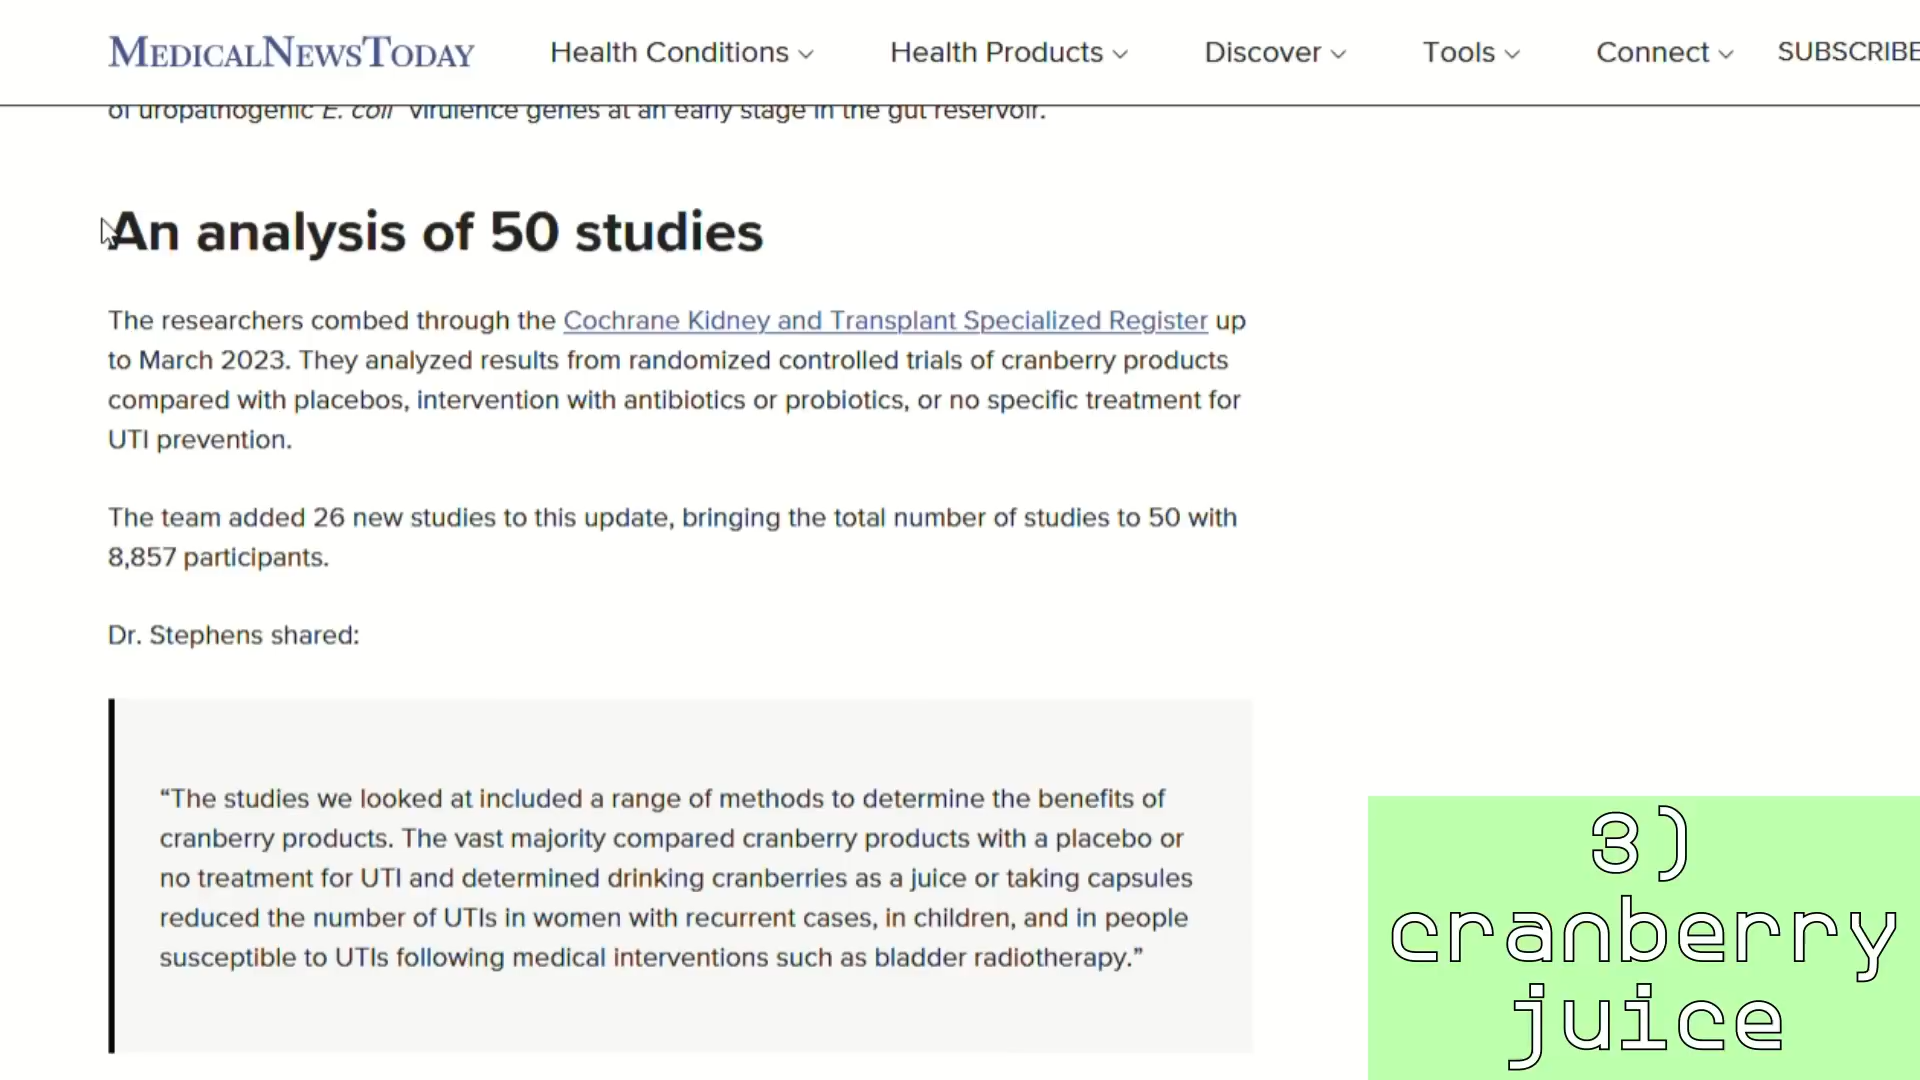 MEDICALNEWSTODAY Health Conditions Health Products Discover Tools Connect SUBSCRIBE
of uropathogenic E. coli virulence genes at an early stage in the gut reservoir.
An analysis of 50 studies
The researchers combed through the Cochrane Kidney and Transplant Specialized Register up
to March 2023. They analyzed results from randomized controlled trials of cranberry products
compared with placebos, intervention with antibiotics or probiotics, or no specific treatment for
UTI prevention.
The team added 26 new studies to this update, bringing the total number of studies to 50 with
8,857 participants.
Dr. Stephens shared:
“The studies we looked at included a range of methods to determine the benefits of
cranberry products. The vast majority compared cranberry products with a placebo or
no treatment for UTI and determined drinking cranberries as a juice or taking capsules
reduced the number of UTIs in women with recurrent cases, in children, and in people
susceptible to UTIs following medical interventions such as bladder radiotherapy.”
3)
cranberry
juice